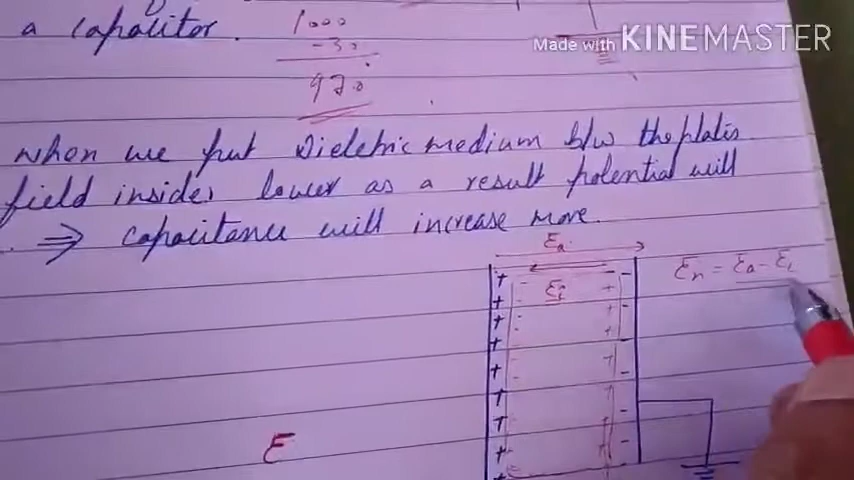 a capacitor.
1000
-30
970
Made with KINEMASTER
when we put Dielectric medium b/w the plates
field inside, lower as a result potential will
⇒ capacitance will increase more.
Ea
Ei
En = Ea - Ei
E